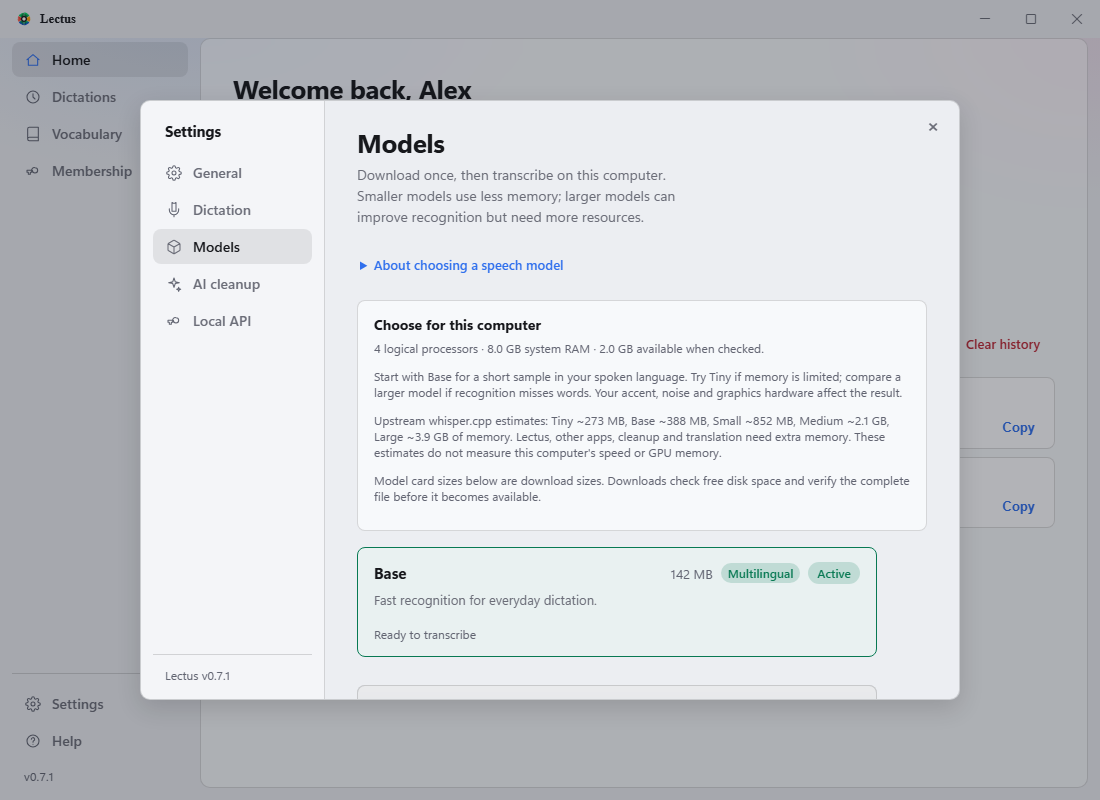 Lectus
Home
Dictations
Vocabulary
Membership
Settings
Help
v0.7.1
Welcome back, Alex
Clear history
Copy
Copy
Settings
General
Dictation
Models
AI cleanup
Local API
Lectus v0.7.1
Models
Download once, then transcribe on this computer.
Smaller models use less memory; larger models can
improve recognition but need more resources.
About choosing a speech model
Choose for this computer
4 logical processors · 8.0 GB system RAM · 2.0 GB available when checked.
Start with Base for a short sample in your spoken language. Try Tiny if memory is limited; compare a
larger model if recognition misses words. Your accent, noise and graphics hardware affect the result.
Upstream whisper.cpp estimates: Tiny ~273 MB, Base ~388 MB, Small ~852 MB, Medium ~2.1 GB,
Large ~3.9 GB of memory. Lectus, other apps, cleanup and translation need extra memory. These
estimates do not measure this computer's speed or GPU memory.
Model card sizes below are download sizes. Downloads check free disk space and verify the complete
file before it becomes available.
Base 142 MB Multilingual Active
Fast recognition for everyday dictation.
Ready to transcribe